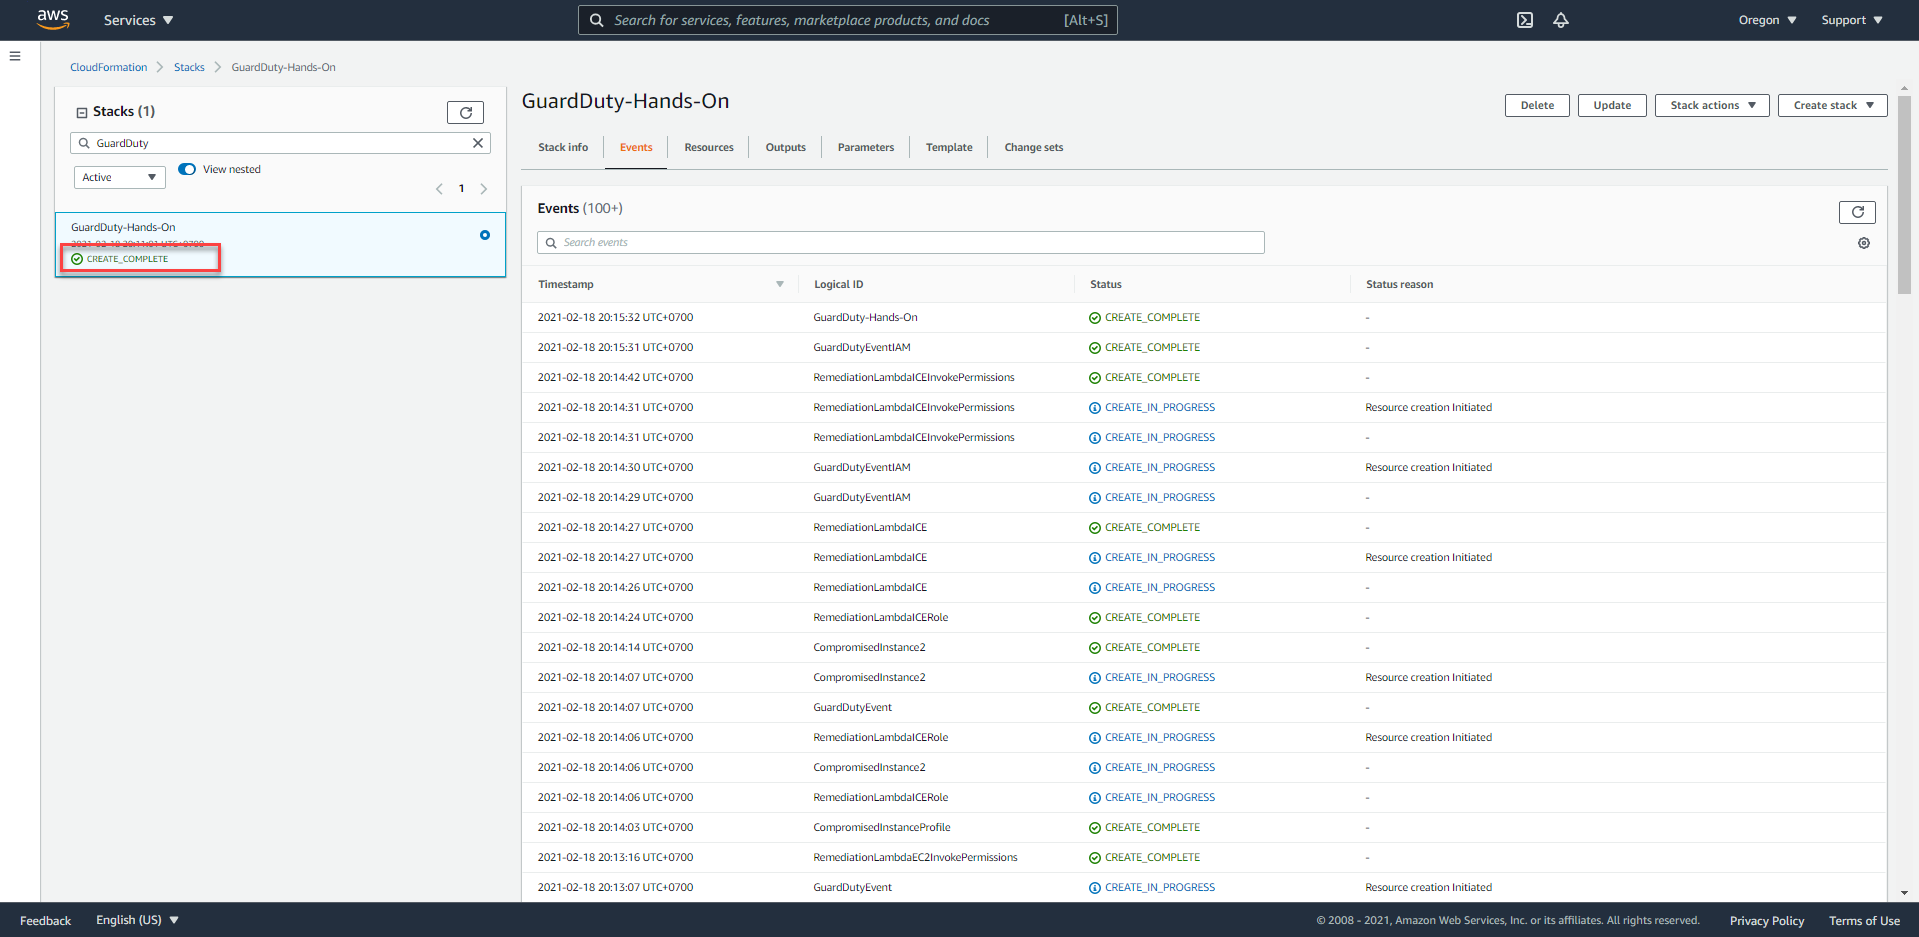 aws Services Search for services, features, marketplace products, and docs [Alt+S] Oregon Support
CloudFormation Stacks GuardDuty-Hands-On
Stacks (1)
GuardDuty
Active View nested
1
GuardDuty-Hands-On
2021-02-18 20:11:01 UTC+0700
CREATE_COMPLETE
GuardDuty-Hands-On
Delete Update Stack actions Create stack
Stack info Events Resources Outputs Parameters Template Change sets
Events (100+)
Search events
Timestamp Logical ID Status Status reason
2021-02-18 20:15:32 UTC+0700 GuardDuty-Hands-On CREATE_COMPLETE -
2021-02-18 20:15:31 UTC+0700 GuardDutyEventIAM CREATE_COMPLETE -
2021-02-18 20:14:42 UTC+0700 RemediationLambdaICEInvokePermissions CREATE_COMPLETE -
2021-02-18 20:14:31 UTC+0700 RemediationLambdaICEInvokePermissions CREATE_IN_PROGRESS Resource creation Initiated
2021-02-18 20:14:31 UTC+0700 RemediationLambdaICEInvokePermissions CREATE_IN_PROGRESS -
2021-02-18 20:14:30 UTC+0700 GuardDutyEventIAM CREATE_IN_PROGRESS Resource creation Initiated
2021-02-18 20:14:29 UTC+0700 GuardDutyEventIAM CREATE_IN_PROGRESS -
2021-02-18 20:14:27 UTC+0700 RemediationLambdaICE CREATE_COMPLETE -
2021-02-18 20:14:27 UTC+0700 RemediationLambdaICE CREATE_IN_PROGRESS Resource creation Initiated
2021-02-18 20:14:26 UTC+0700 RemediationLambdaICE CREATE_IN_PROGRESS -
2021-02-18 20:14:24 UTC+0700 RemediationLambdaICERole CREATE_COMPLETE -
2021-02-18 20:14:14 UTC+0700 CompromisedInstance2 CREATE_COMPLETE -
2021-02-18 20:14:07 UTC+0700 CompromisedInstance2 CREATE_IN_PROGRESS Resource creation Initiated
2021-02-18 20:14:07 UTC+0700 GuardDutyEvent CREATE_COMPLETE -
2021-02-18 20:14:06 UTC+0700 RemediationLambdaICERole CREATE_IN_PROGRESS Resource creation Initiated
2021-02-18 20:14:06 UTC+0700 CompromisedInstance2 CREATE_IN_PROGRESS -
2021-02-18 20:14:06 UTC+0700 RemediationLambdaICERole CREATE_IN_PROGRESS -
2021-02-18 20:14:03 UTC+0700 CompromisedInstanceProfile CREATE_COMPLETE -
2021-02-18 20:13:16 UTC+0700 RemediationLambdaEC2InvokePermissions CREATE_COMPLETE -
2021-02-18 20:13:07 UTC+0700 GuardDutyEvent CREATE_IN_PROGRESS Resource creation Initiated
Feedback English (US) © 2008 - 2021, Amazon Web Services, Inc. or its affiliates. All rights reserved. Privacy Policy Terms of Use